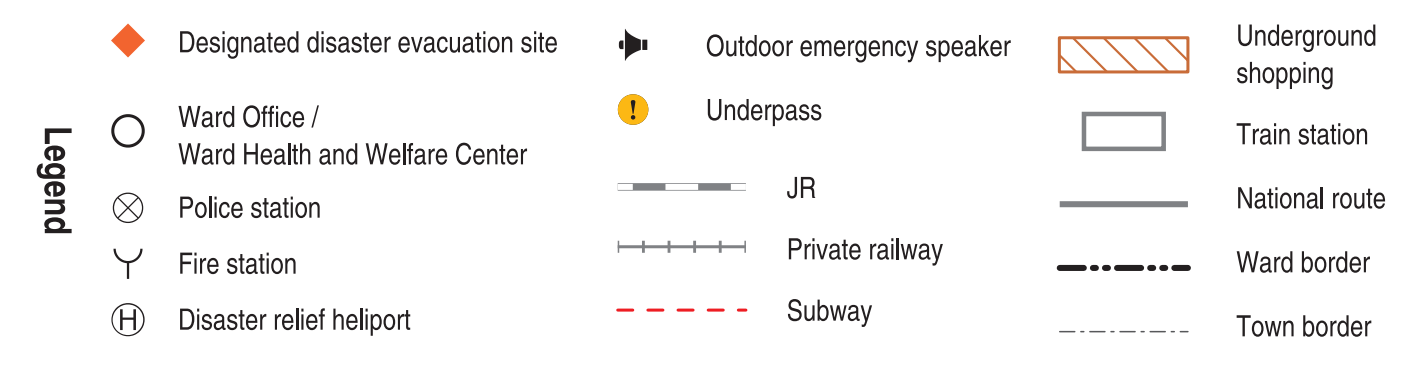 Legend
Designated disaster evacuation site
Ward Office /
Ward Health and Welfare Center
Police station
Fire station
H
Disaster relief heliport
Outdoor emergency speaker
!
Underpass
JR
Private railway
Subway
Underground
shopping
Train station
National route
Ward border
Town border